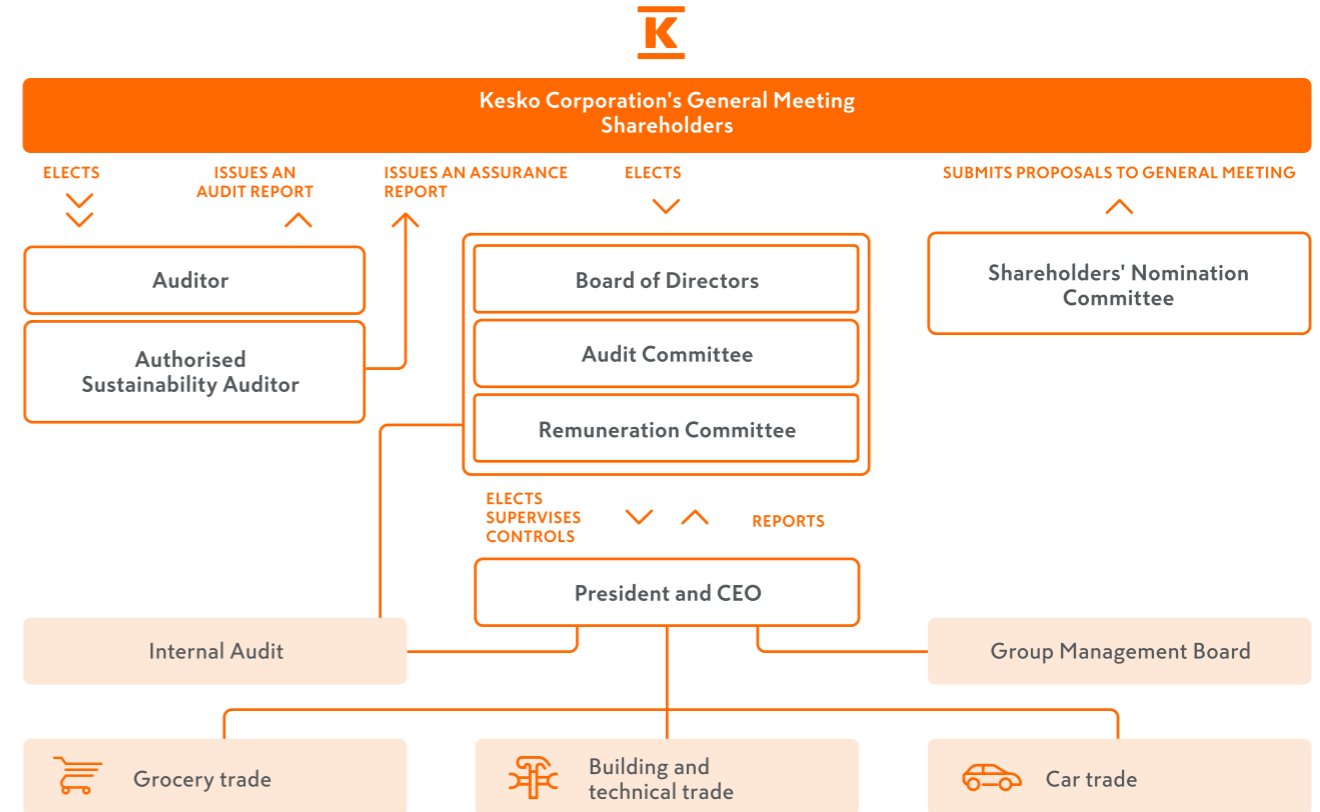 K
Kesko Corporation's General Meeting
Shareholders
ELECTS
ISSUES AN
AUDIT REPORT
ISSUES AN ASSURANCE
REPORT
ELECTS
SUBMITS PROPOSALS TO GENERAL MEETING
Auditor
Authorised
Sustainability Auditor
Board of Directors
Audit Committee
Remuneration Committee
Shareholders' Nomination
Committee
ELECTS
SUPERVISES
CONTROLS
REPORTS
President and CEO
Internal Audit
Group Management Board
Grocery trade
Building and
technical trade
Car trade